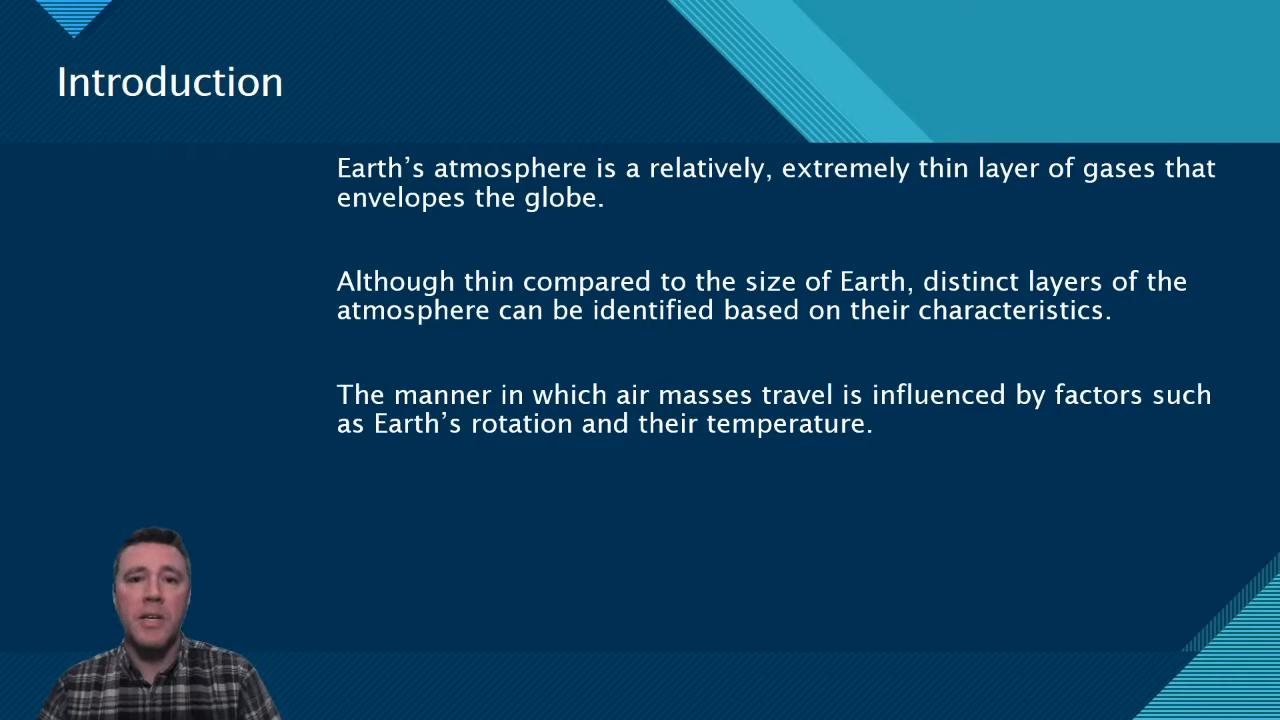 Introduction
Earth’s atmosphere is a relatively, extremely thin layer of gases that
envelopes the globe.
Although thin compared to the size of Earth, distinct layers of the
atmosphere can be identified based on their characteristics.
The manner in which air masses travel is influenced by factors such
as Earth’s rotation and their temperature.